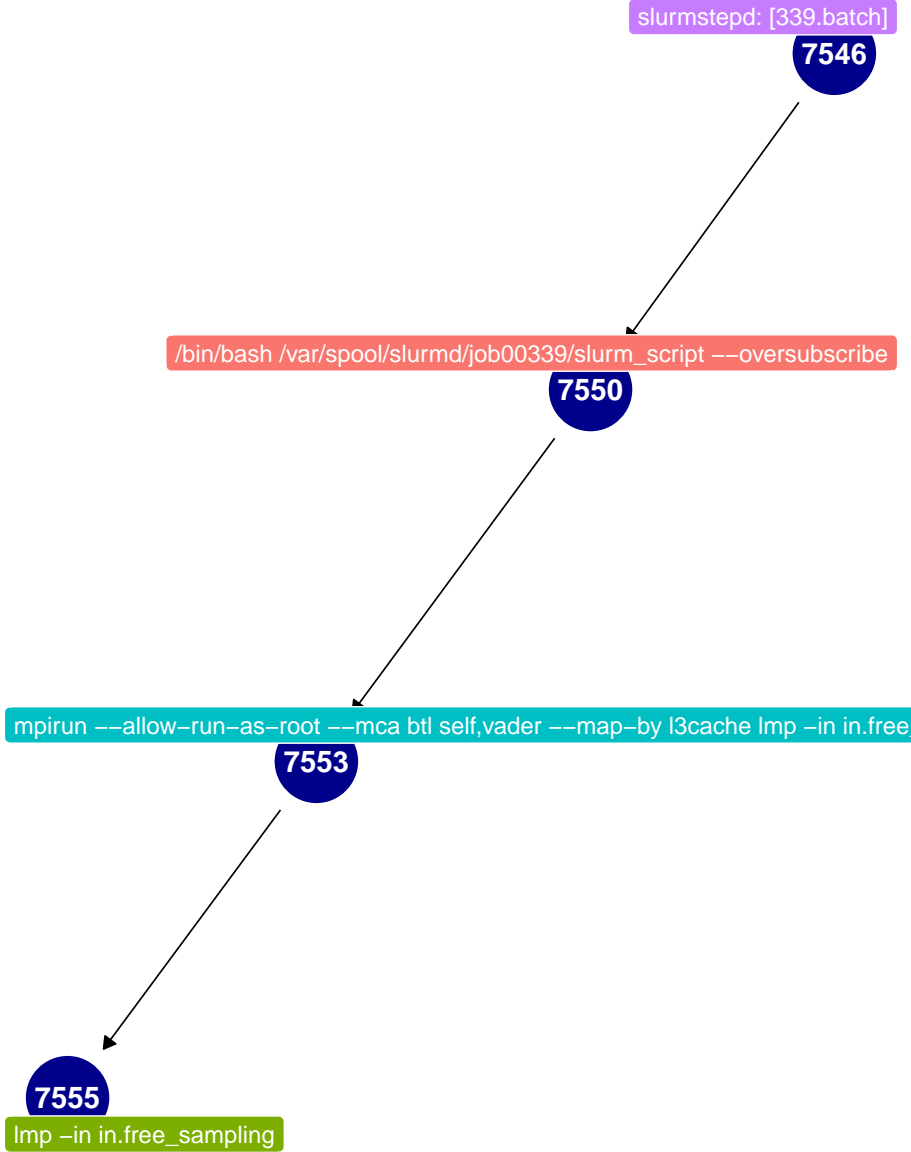 slurmstepd: [339.batch]
7546
/bin/bash /var/spool/slurmd/job00339/slurm_script −−oversubscribe
7550
mpirun −−allow−run−as−root −−mca btl self,vader −−map−by l3cache lmp −in in.free_
7553
7555
lmp −in in.free_sampling